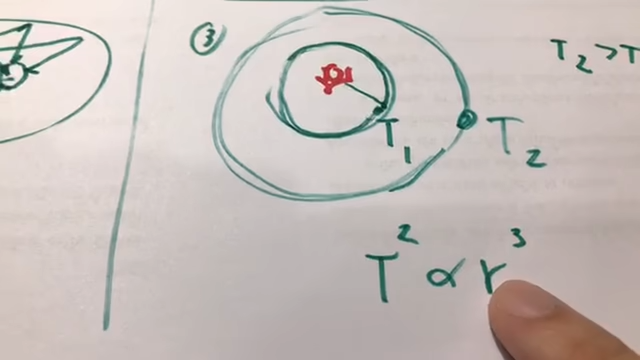 ③
T₂ > T
T₁
T₂
T² ∝ r³